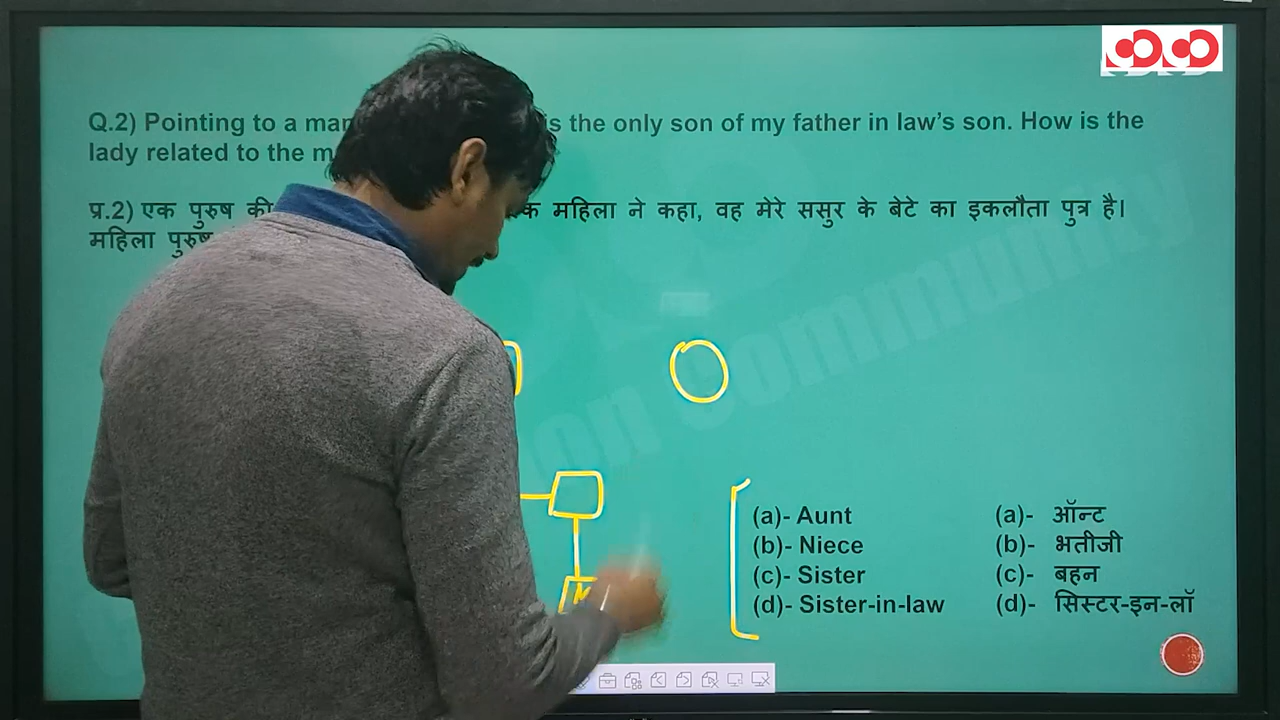 Q.2) Pointing to a man is the only son of my father in law's son. How is the
lady related to the
प्र.2) एक पुरुष की महिला ने कहा, वह मेरे ससुर के बेटे का इकलौता पुत्र है।
महिला पुरुष
(a)- Aunt (a)- ऑन्ट
(b)- Niece (b)- भतीजी
(c)- Sister (c)- बहन
(d)- Sister-in-law (d)- सिस्टर-इन-लॉ
on Community